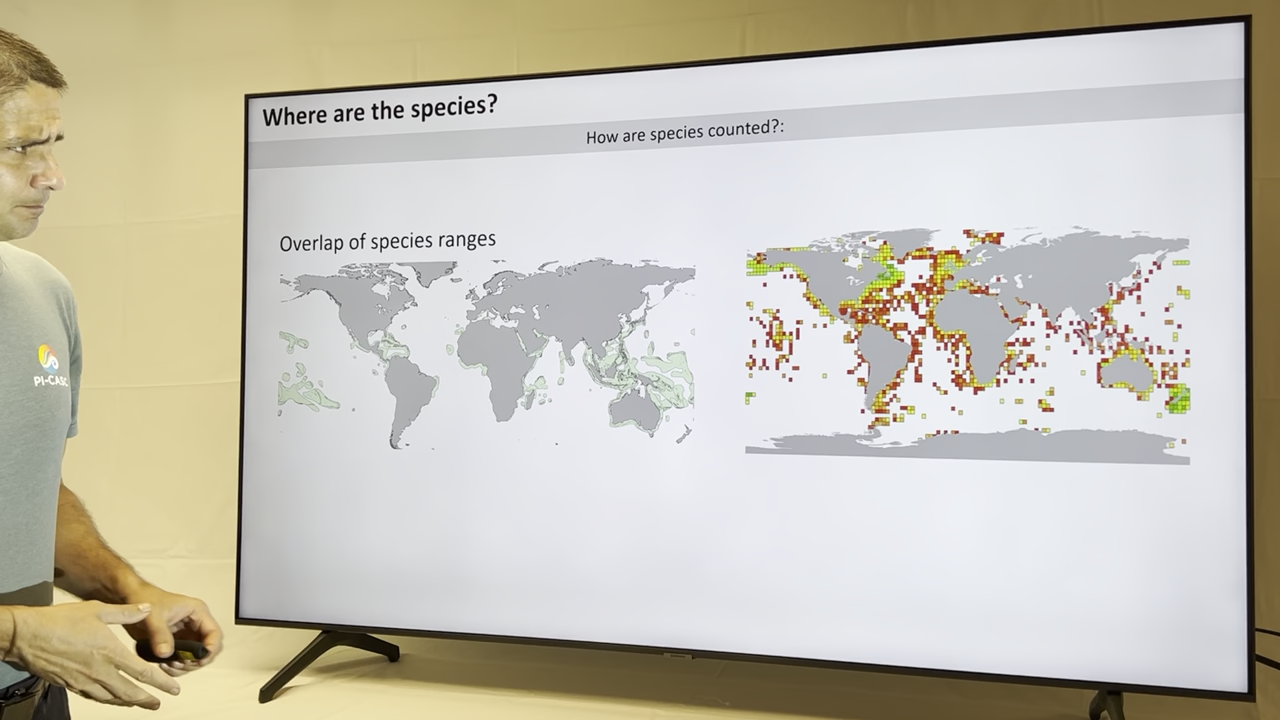 Where are the species?
How are species counted?:
Overlap of species ranges
PI-CASC